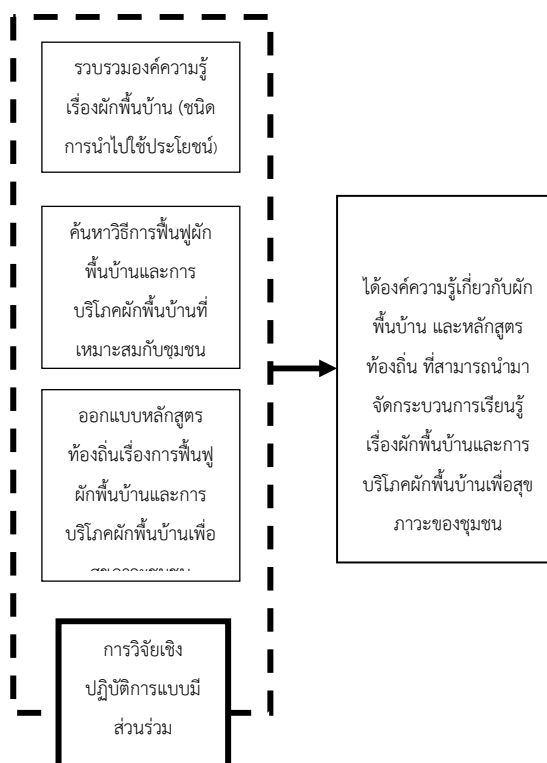 รวบรวมองค์ความรู้
เรื่องผักพื้นบ้าน (ชนิด
การนำไปใช้ประโยชน์)
ค้นหาวิธีการฟื้นฟูผัก
พื้นบ้านและการ
บริโภคผักพื้นบ้านที่
เหมาะสมกับชุมชน
ออกแบบหลักสูตร
ท้องถิ่นเรื่องการฟื้นฟู
ผักพื้นบ้านและการ
บริโภคผักพื้นบ้านเพื่อ
การวิจัยเชิง
ปฏิบัติการแบบมี
ส่วนร่วม
ได้องค์ความรู้เกี่ยวกับผัก
พื้นบ้าน และหลักสูตร
ท้องถิ่น ที่สามารถนำมา
จัดกระบวนการเรียนรู้
เรื่องผักพื้นบ้านและการ
บริโภคผักพื้นบ้านเพื่อสุข
ภาวะของชุมชน